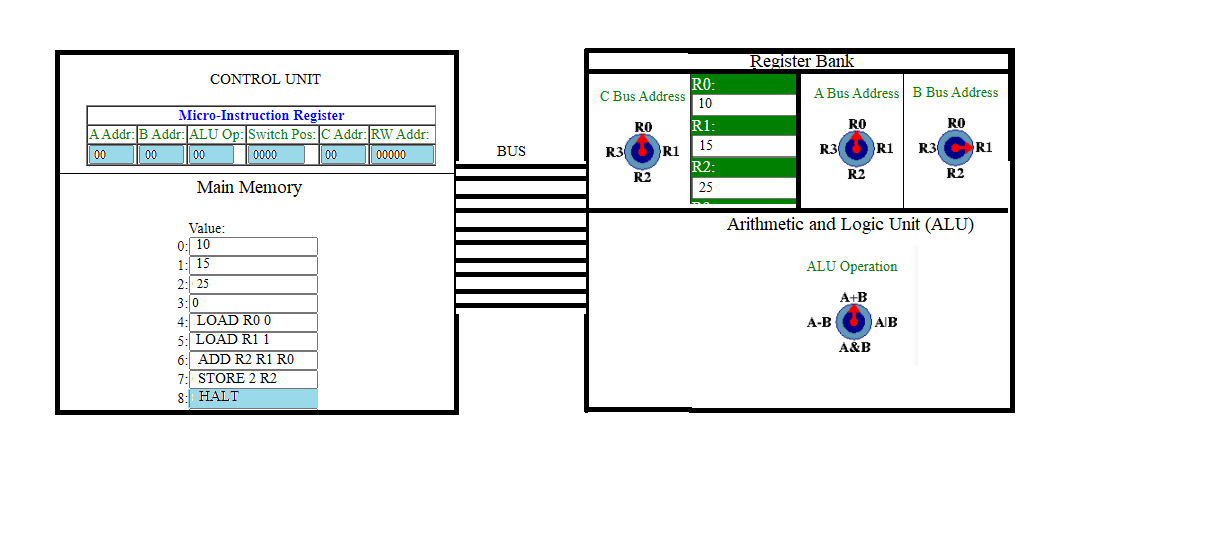 CONTROL UNIT
Micro-Instruction Register
A Addr: B Addr: ALU Op: Switch Pos: C Addr: RW Addr:
00 00 00 0000 00 00000
Main Memory
Value:
0: 10
1: 15
2: 25
3: 0
4: LOAD R0 0
5: LOAD R1 1
6: ADD R2 R1 R0
7: STORE 2 R2
8: HALT
BUS
Register Bank
C Bus Address
R0
R3 R1
R2
R0:
10
R1:
15
R2:
25
A Bus Address
R0
R3 R1
R2
B Bus Address
R0
R3 R1
R2
Arithmetic and Logic Unit (ALU)
ALU Operation
A+B
A-B A|B
A&B